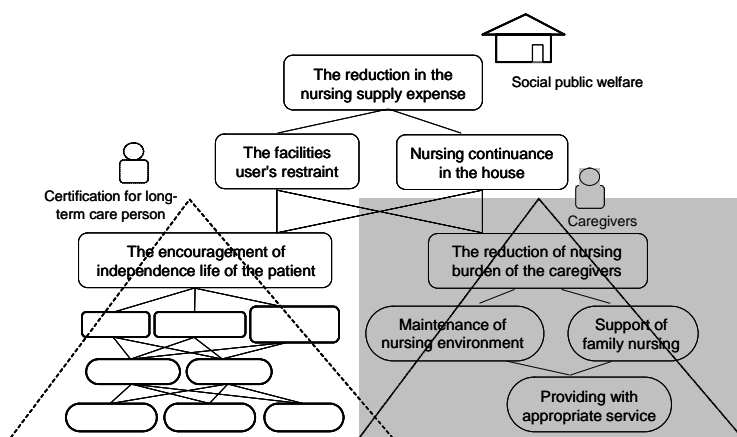 The reduction in the
nursing supply expense
Social public welfare
The facilities
user's restraint
Nursing continuance
in the house
Certification for long-
term care person
Caregivers
The encouragement of
independence life of the patient
The reduction of nursing
burden of the caregivers
Maintenance of
nursing environment
Support of
family nursing
Providing with
appropriate service